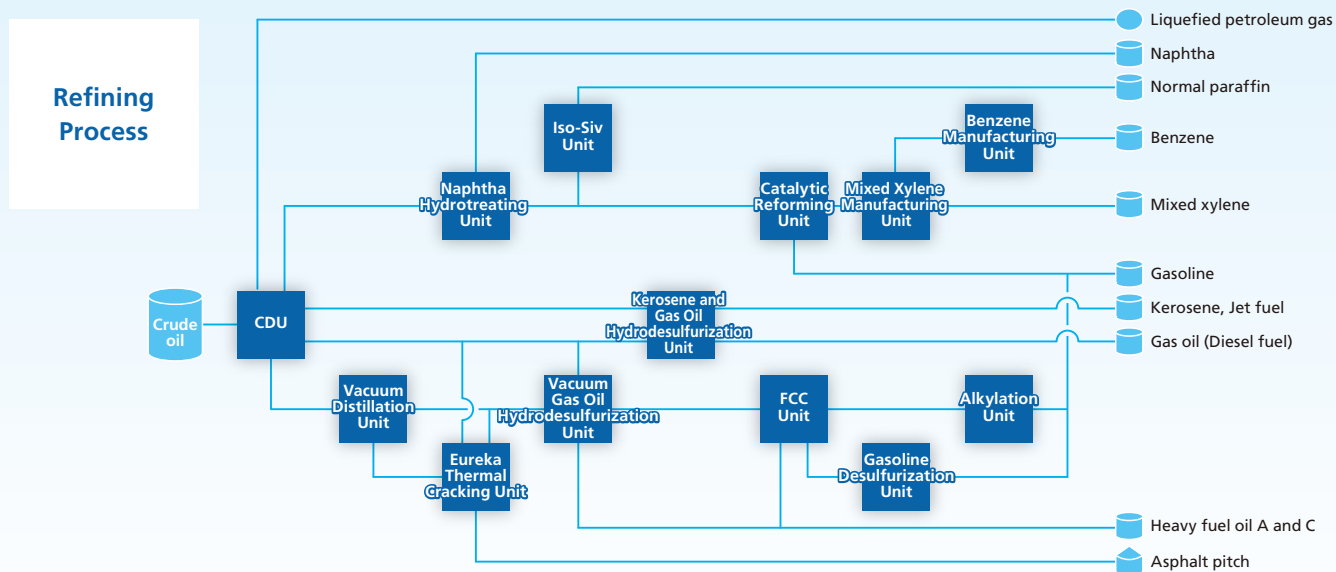 Refining
Process
Liquefied petroleum gas
Naphtha
Normal paraffin
Iso-Siv
Unit
Benzene
Manufacturing
Unit
Benzene
Naphtha
Hydrotreating
Unit
Catalytic
Reforming
Unit
Mixed Xylene
Manufacturing
Unit
Mixed xylene
Gasoline
Crude
oil
CDU
Kerosene and
Gas Oil
Hydrodesulfurization
Unit
Kerosene, Jet fuel
Gas oil (Diesel fuel)
Vacuum
Distillation
Unit
Vacuum
Gas Oil
Hydrodesulfurization
Unit
FCC
Unit
Alkylation
Unit
Eureka
Thermal
Cracking Unit
Gasoline
Desulfurization
Unit
Heavy fuel oil A and C
Asphalt pitch